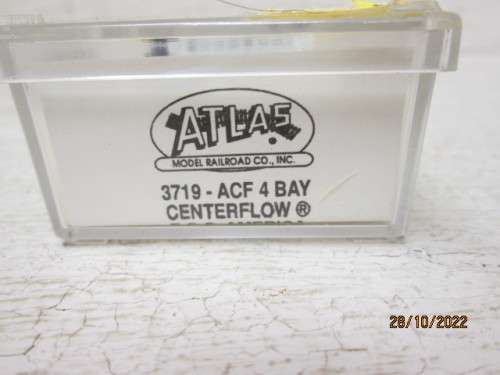 ATLAS
MODEL RAILROAD CO., INC.
3719 - ACF 4 BAY
CENTERFLOW ®
28/10/2022